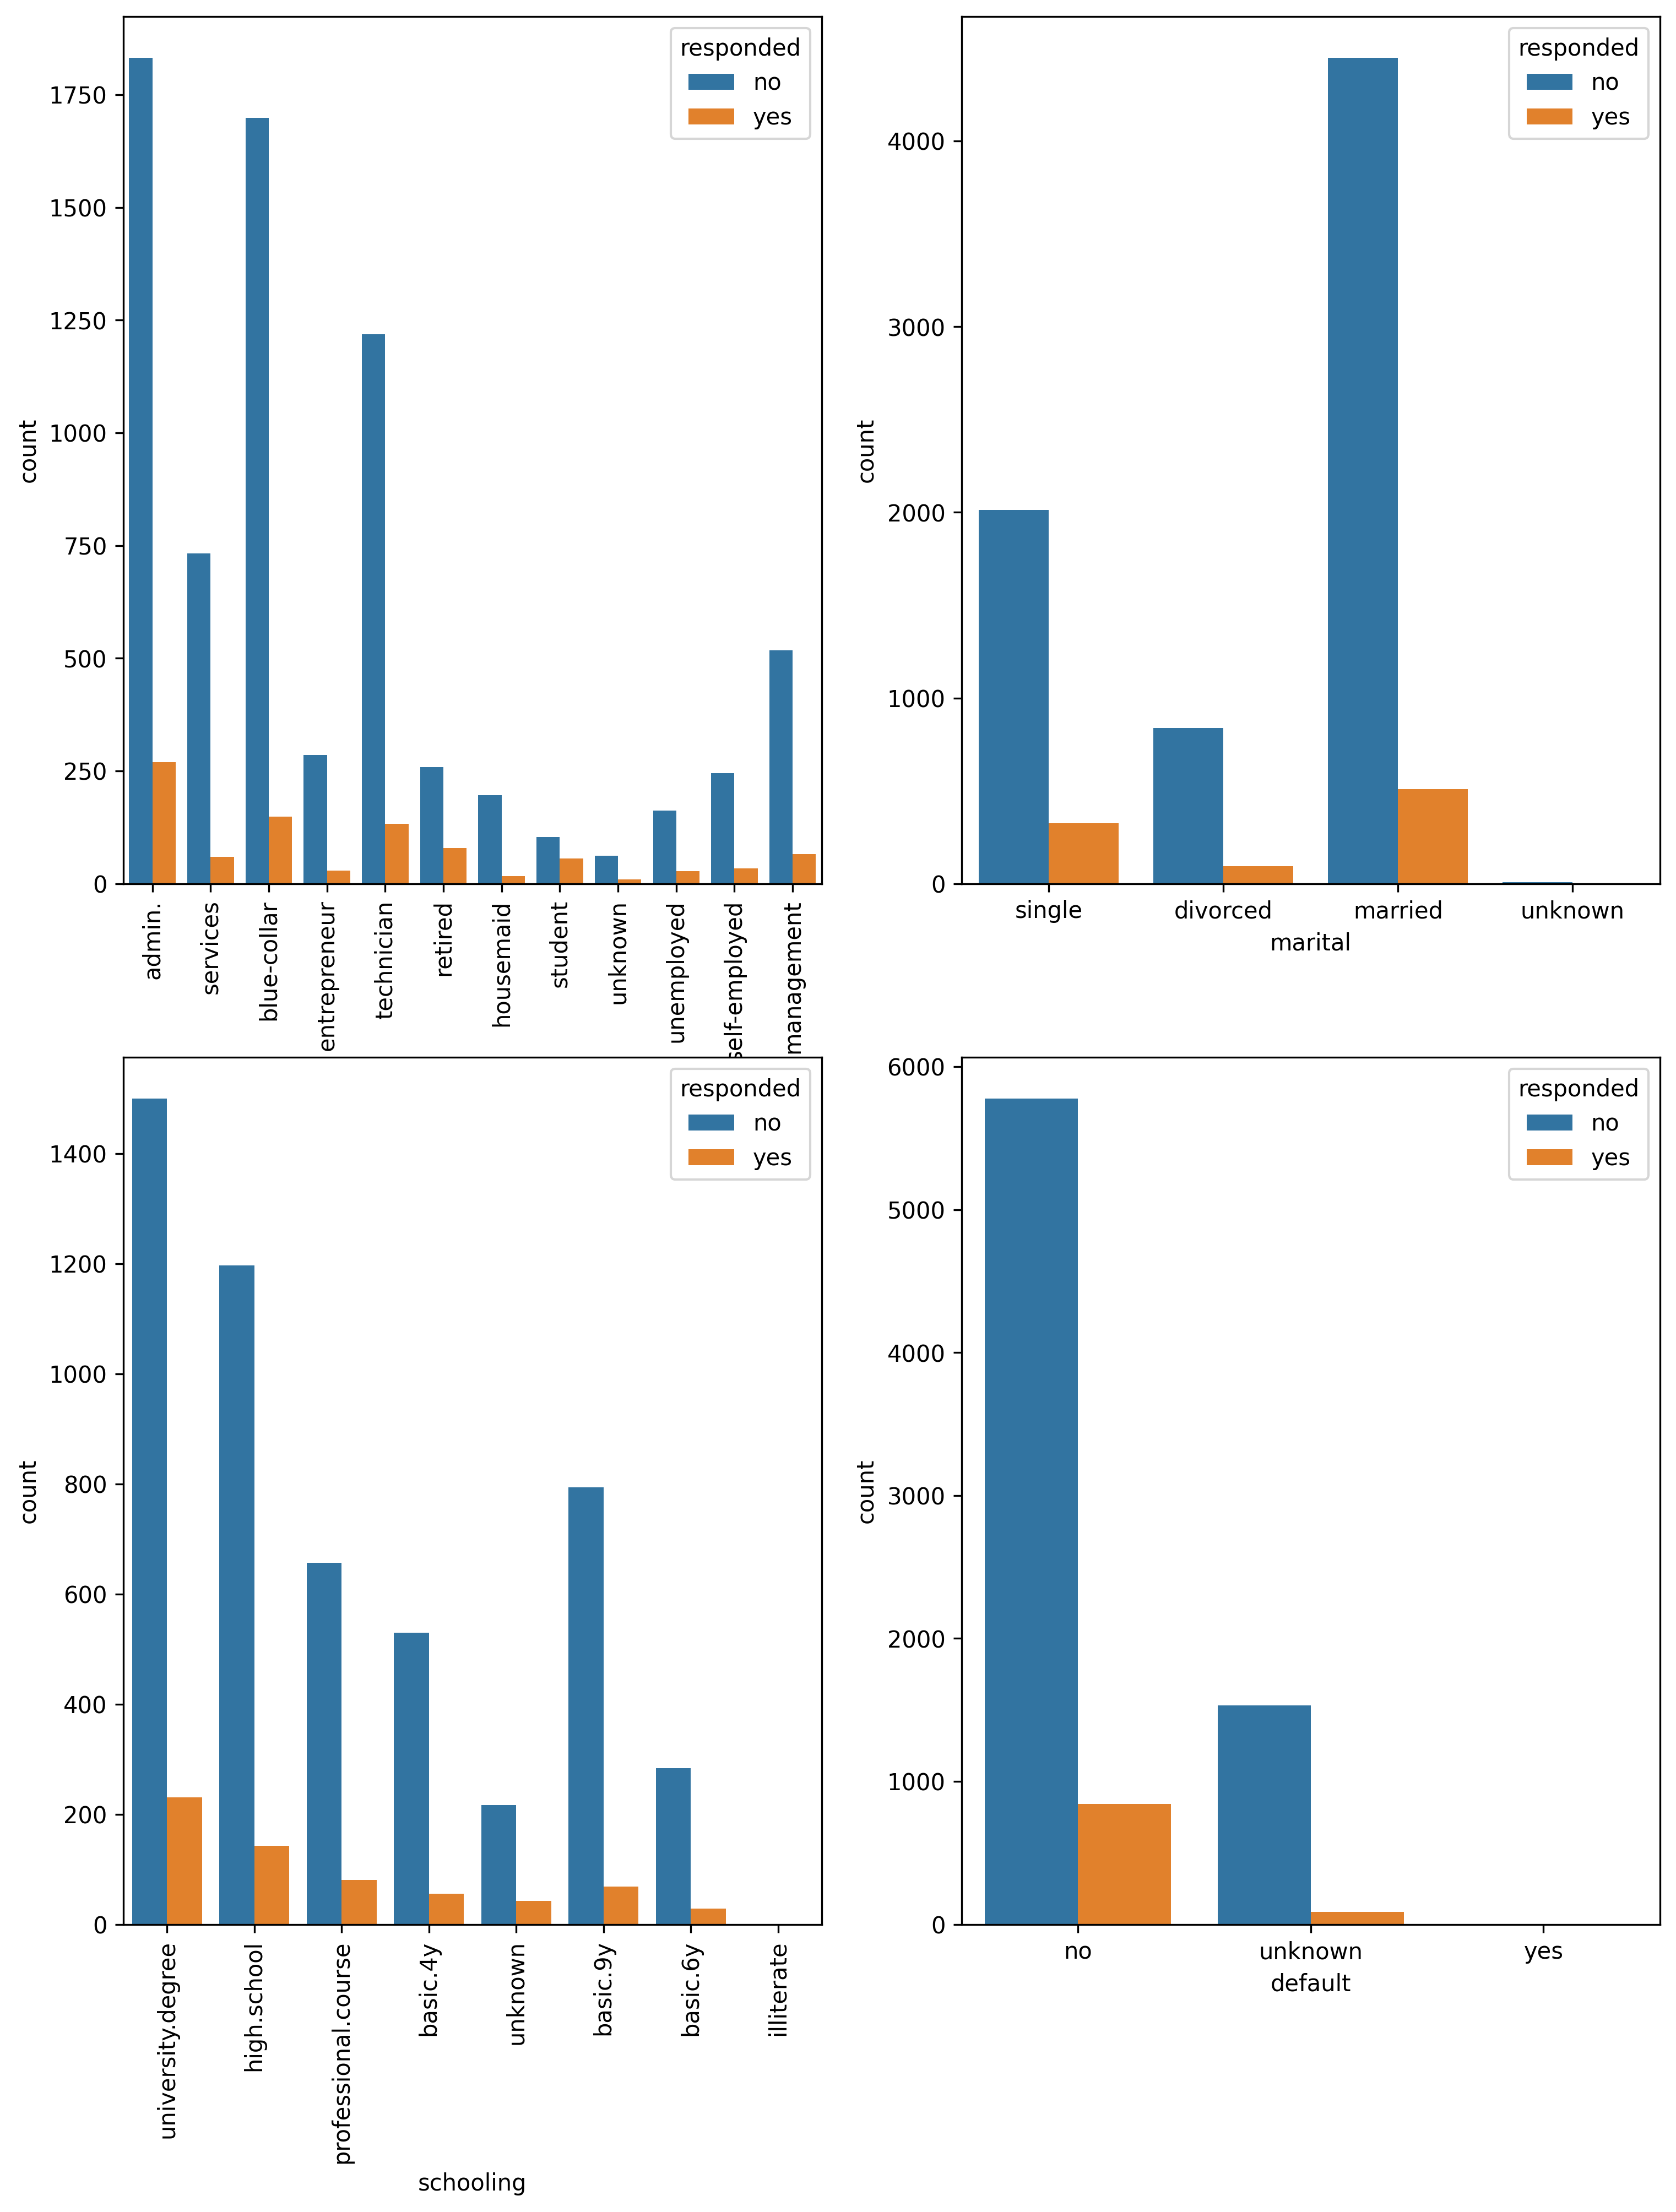 responded
no
yes
1750
1500
1250
1000
750
500
250
0
count
admin.
services
blue-collar
entrepreneur
technician
retired
housemaid
student
unknown
unemployed
self-employed
management
responded
no
yes
4000
3000
2000
1000
0
count
single
divorced
married
unknown
marital
responded
no
yes
1400
1200
1000
800
600
400
200
0
count
university.degree
high.school
professional.course
basic.4y
unknown
basic.9y
basic.6y
illiterate
schooling
responded
no
yes
6000
5000
4000
3000
2000
1000
0
count
no
unknown
yes
default